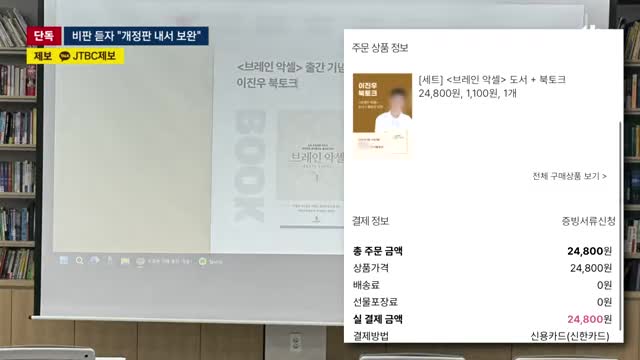 단독 비판 듣자 "개정판 내서 보완"
제보 JTBC제보
<브레인 악셀> 출간 기념
이진우 북토크
BOOK
브레인 악셀
주문 상품 정보
이진우
북토크
[세트] <브레인 악셀> 도서 + 북토크
24,800원, 1,100원, 1개
전체 구매상품 보기 >
결제 정보 증빙서류신청
총 주문 금액 24,800원
상품가격 24,800원
배송료 0원
선물포장료 0원
실 결제 금액 24,800원
결제방법 신용카드(신한카드)